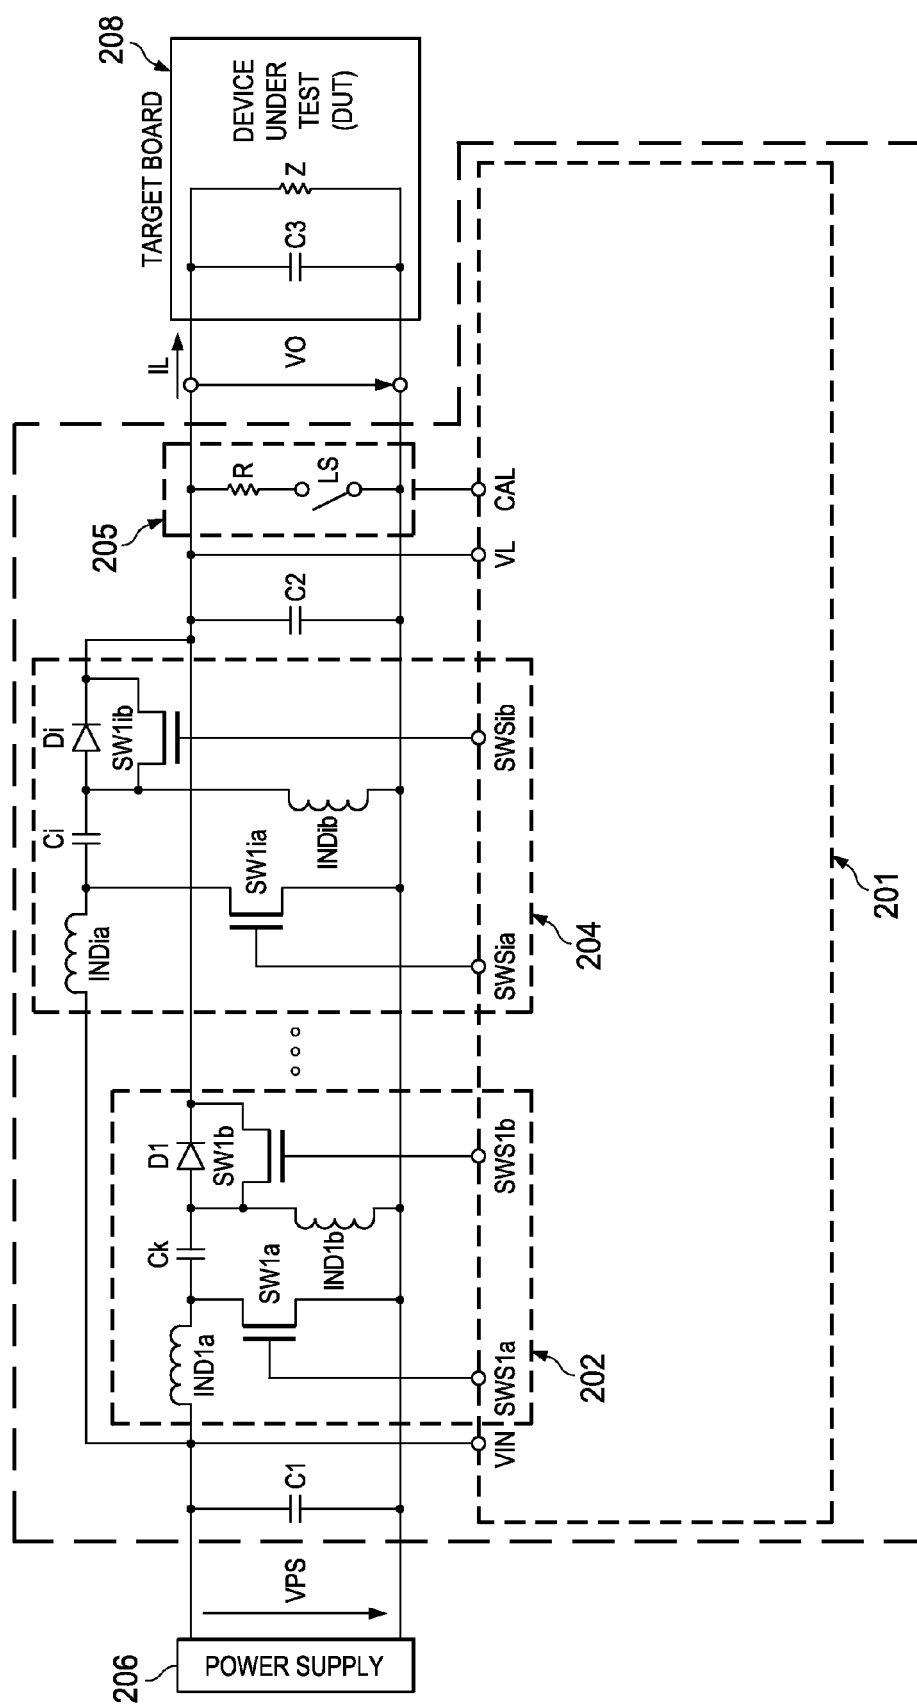 206
POWER SUPPLY
VPS
C1
VIN
IND1a
Ck
D1
SW1a
SW1b
IND1b
SWS1a
SWS1b
202
INDia
Ci
Di
SW1ia
SW1ib
INDib
SWSia
SWSib
204
C2
VL
205
R
LS
CAL
201
IL
VO
TARGET BOARD
208
C3
Z
DEVICE
UNDER
TEST
(DUT)